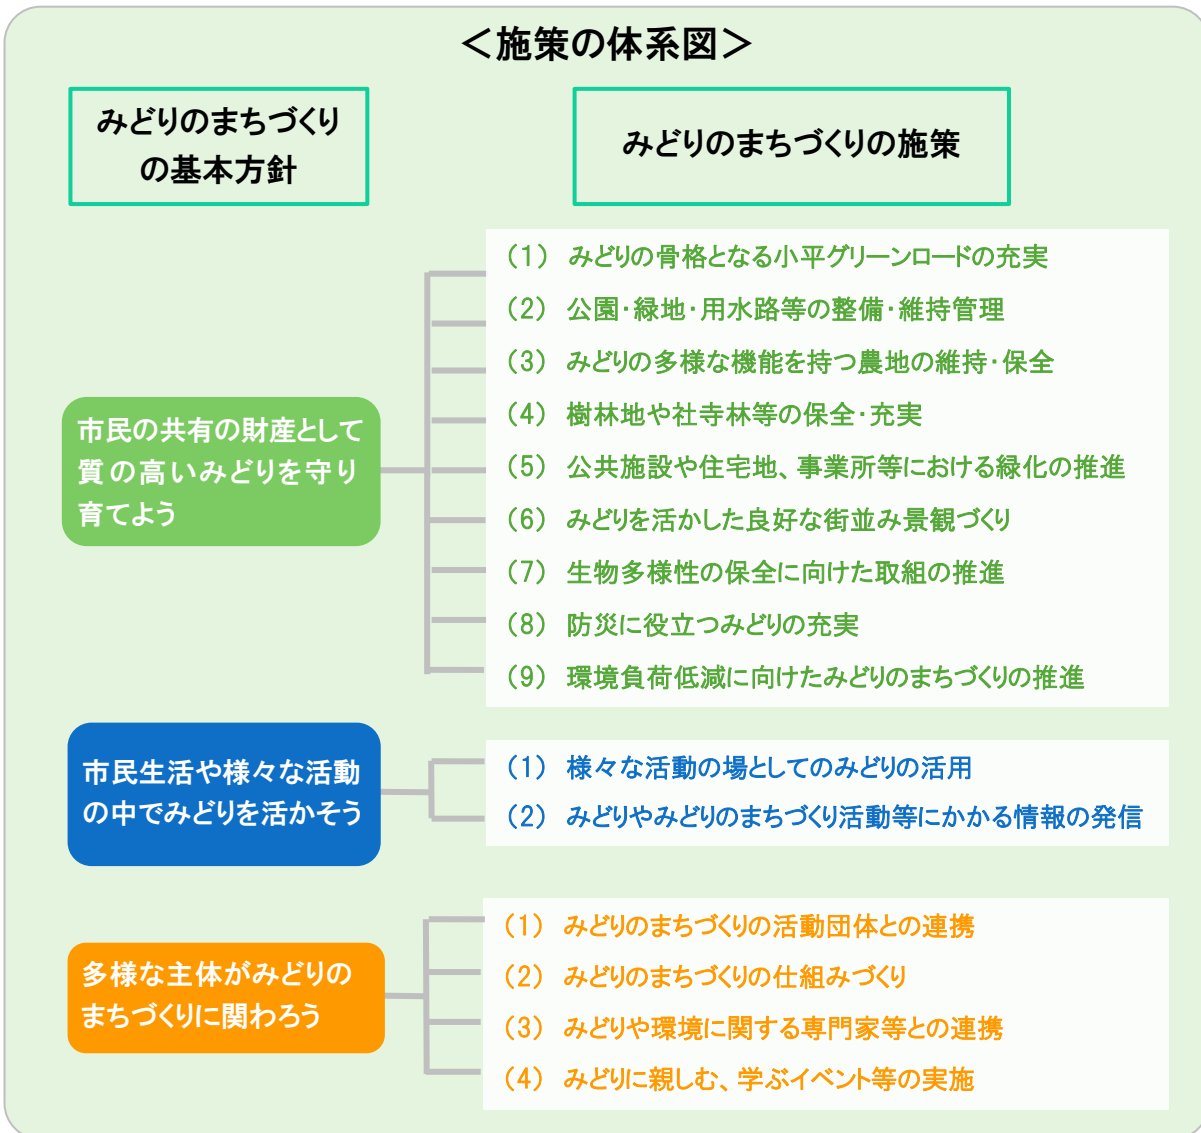 ＜施策の体系図＞
みどりのまちづくり
の基本方針
みどりのまちづくりの施策
市民の共有の財産として
質の高いみどりを守り
育てよう
（1） みどりの骨格となる小平グリーンロードの充実
（2） 公園・緑地・用水路等の整備・維持管理
（3） みどりの多様な機能を持つ農地の維持・保全
（4） 樹林地や社寺林等の保全・充実
（5） 公共施設や住宅地、事業所等における緑化の推進
（6） みどりを活かした良好な街並み景観づくり
（7） 生物多様性の保全に向けた取組の推進
（8） 防災に役立つみどりの充実
（9） 環境負荷低減に向けたみどりのまちづくりの推進
市民生活や様々な活動
の中でみどりを活かそう
（1） 様々な活動の場としてのみどりの活用
（2） みどりやみどりのまちづくり活動等にかかる情報の発信
多様な主体がみどりの
まちづくりに関わろう
（1） みどりのまちづくりの活動団体との連携
（2） みどりのまちづくりの仕組みづくり
（3） みどりや環境に関する専門家等との連携
（4） みどりに親しむ、学ぶイベント等の実施